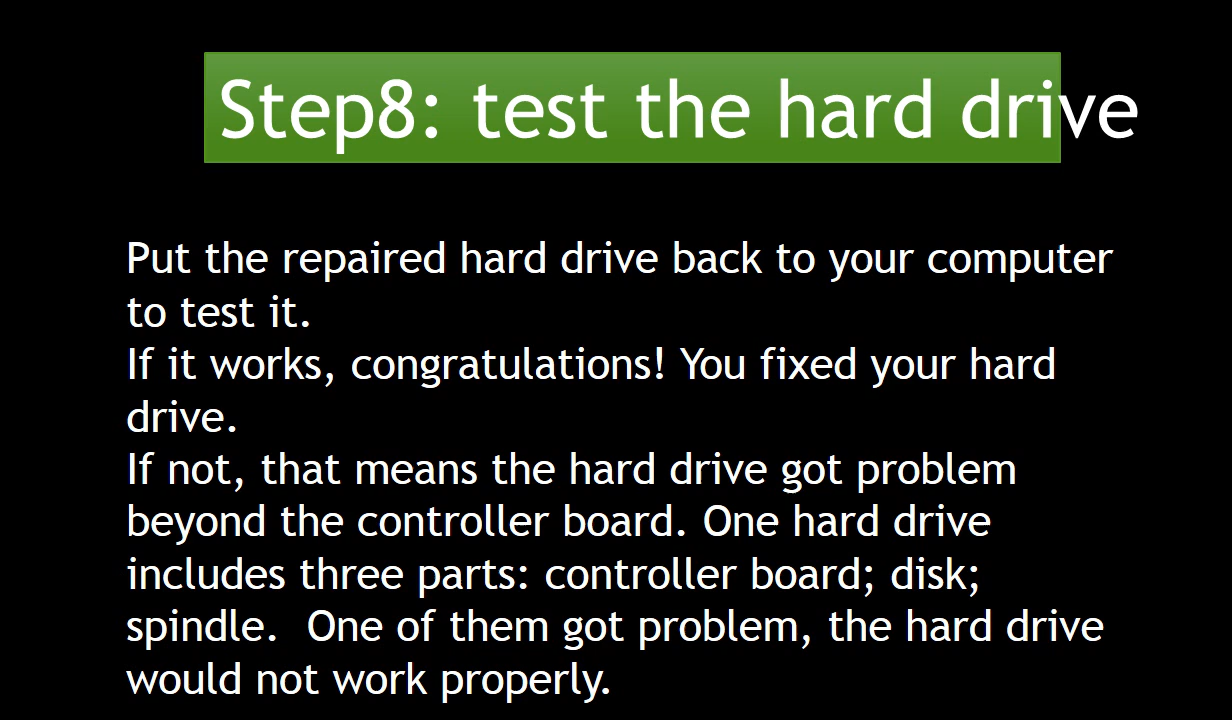 Step8: test the hard drive
Put the repaired hard drive back to your computer
to test it.
If it works, congratulations! You fixed your hard
drive.
If not, that means the hard drive got problem
beyond the controller board. One hard drive
includes three parts: controller board; disk;
spindle.  One of them got problem, the hard drive
would not work properly.